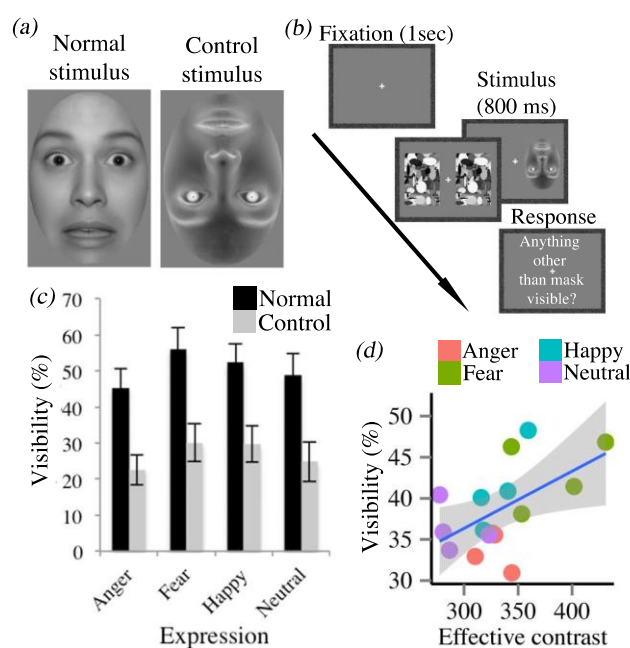 (a)
Normal
stimulus
Control
stimulus
(b)
Fixation (1sec)
Stimulus
(800 ms)
Response
Anything
other
than mask
visible?
(c)
Normal
Control
Visibility (%)
70
60
50
40
30
20
10
0
Anger
Fear
Happy
Neutral
Expression
(d)
Anger
Happy
Fear
Neutral
Visibility (%)
50
45
40
35
30
300
350
400
Effective contrast